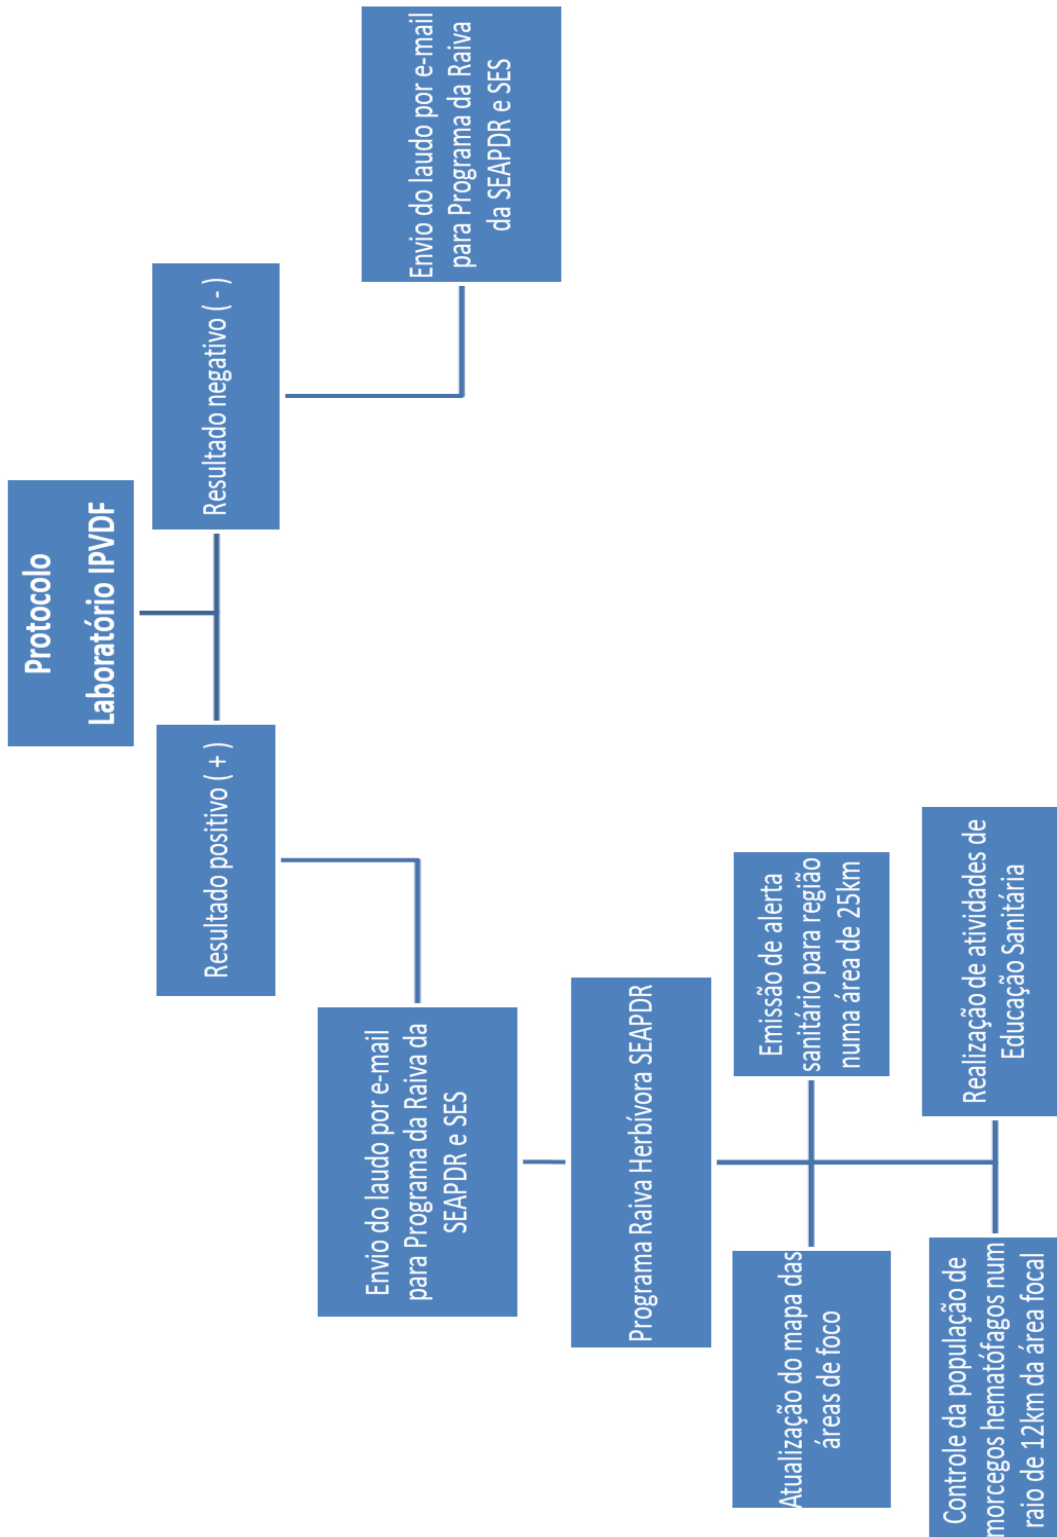 Protocolo
Laboratório IPVDF
Resultado positivo ( + )
Resultado negativo ( - )
Envio do laudo por e-mail
para Programa da Raiva da
SEAPDR e SES
Envio do laudo por e-mail
para Programa da Raiva
da SEAPDR e SES
Programa Raiva Herbívora SEAPDR
Atualização do mapa das
áreas de foco
Emissão de alerta
sanitário para região
numa área de 25km
Controle da população de
morcegos hematófagos num
raio de 12km da área focal
Realização de atividades de
Educação Sanitária